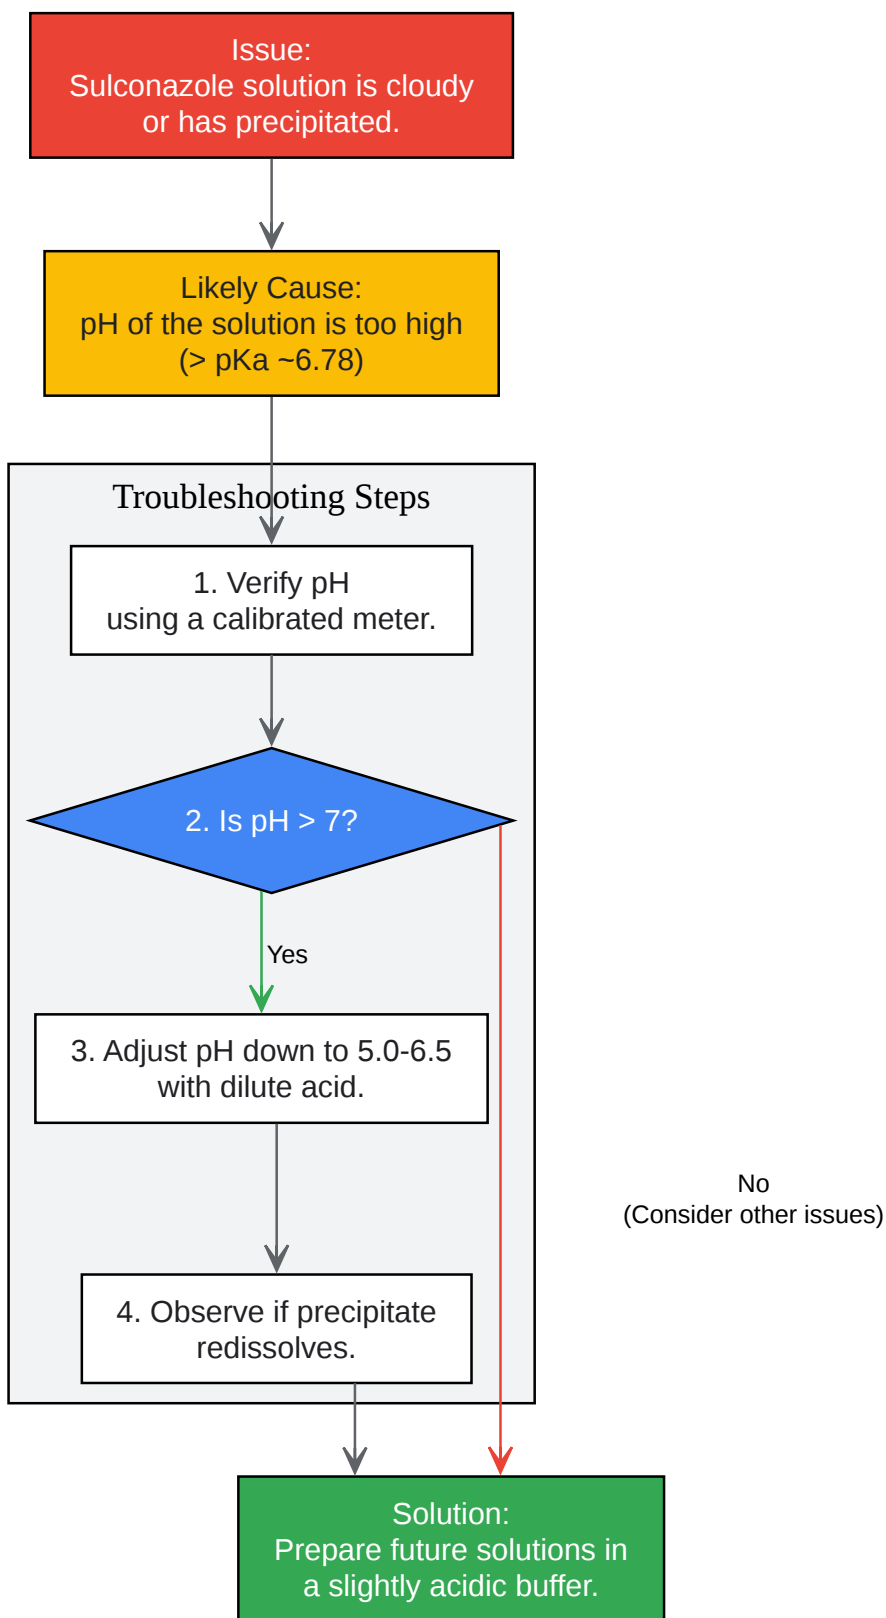 Issue:
Sulconazole solution is cloudy
or has precipitated.
Likely Cause:
pH of the solution is too high
(> pKa ~6.78)
Troubleshooting Steps
1. Verify pH
using a calibrated meter.
2. Is pH > 7?
Yes
3. Adjust pH down to 5.0-6.5
with dilute acid.
No
(Consider other issues)
4. Observe if precipitate
redissolves.
Solution:
Prepare future solutions in
a slightly acidic buffer.